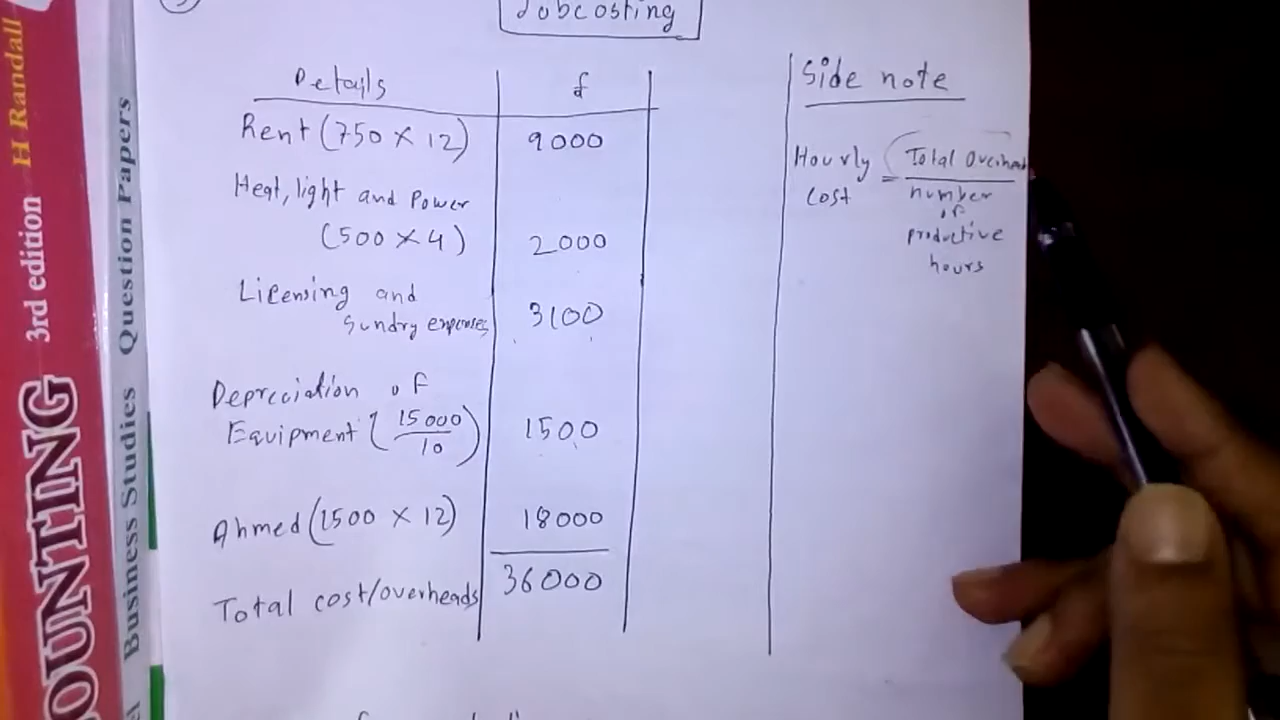 Jobcosting
Details £
Rent (750 × 12) 9000
Heat, light and Power
(500 × 4) 2000
Licensing and
Sundry expenses 3100
Depreciation of
Equipment (15000/10) 1500
Ahmed (1500 × 12) 18000
Total cost/overheads 36000
Side note
Hourly cost = Total Overhead
number
of
productive
hours
OUNTING 3rd edition H Randall
Business Studies Question Papers